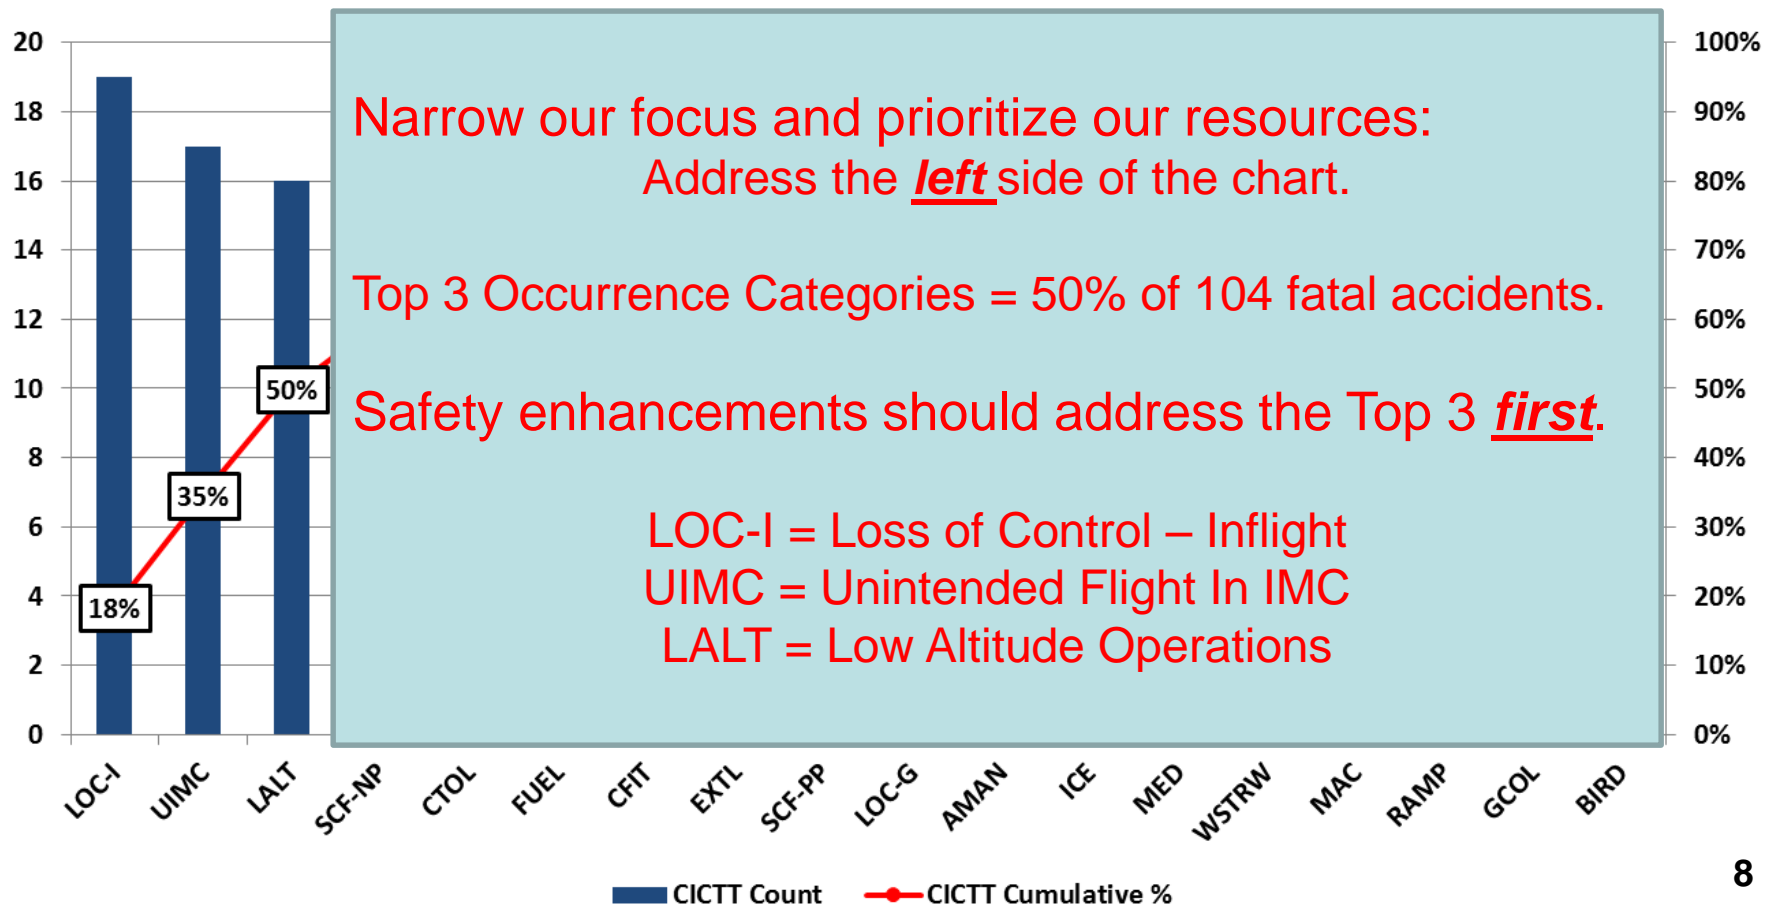 20
18
16
14
12
10
8
6
4
2
0
100%
90%
80%
70%
60%
50%
40%
30%
20%
10%
0%
18%
35%
50%
Narrow our focus and prioritize our resources:
Address the left side of the chart.
Top 3 Occurrence Categories = 50% of 104 fatal accidents.
Safety enhancements should address the Top 3 first.
LOC-I = Loss of Control – Inflight
UIMC = Unintended Flight In IMC
LALT = Low Altitude Operations
LOC-I
UIMC
LALT
SCF-NP
CTOL
FUEL
CFIT
EXTL
SCF-PP
LOC-G
AMAN
ICE
MED
WSTRW
MAC
RAMP
GCOL
BIRD
CICTT Count
CICTT Cumulative %
8